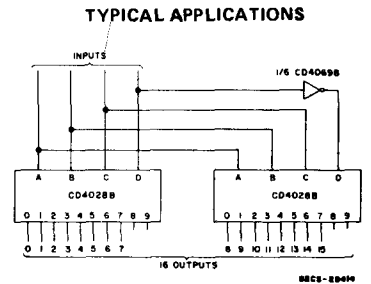 TYPICAL APPLICATIONS
INPUTS
1/6 CD4069B
A B C D A B C D
CD4028B CD4028B
0 1 2 3 4 5 6 7 8 9 0 1 2 3 4 5 6 7 8 9
0 1 2 3 4 5 6 7 8 9 10 11 12 13 14 15
16 OUTPUTS